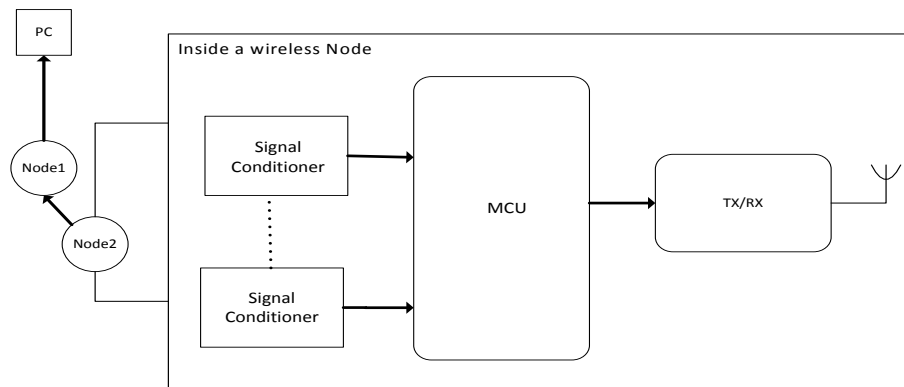 PC
Inside a wireless Node
Signal
Conditioner
Node1
MCU
TX/RX
Node2
Signal
Conditioner